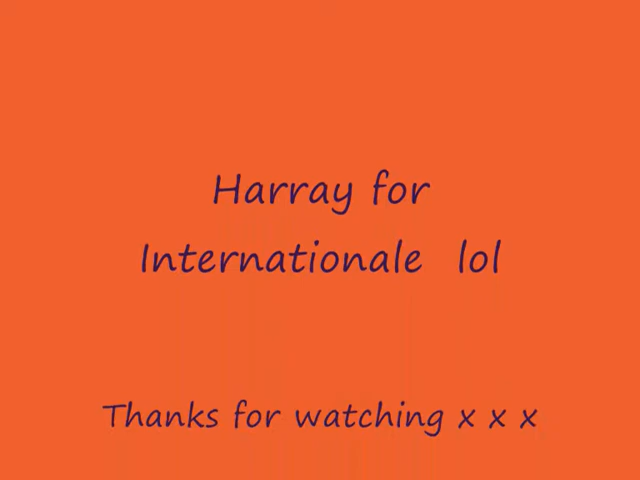 Harray for
Internationale lol
Thanks for watching x x x